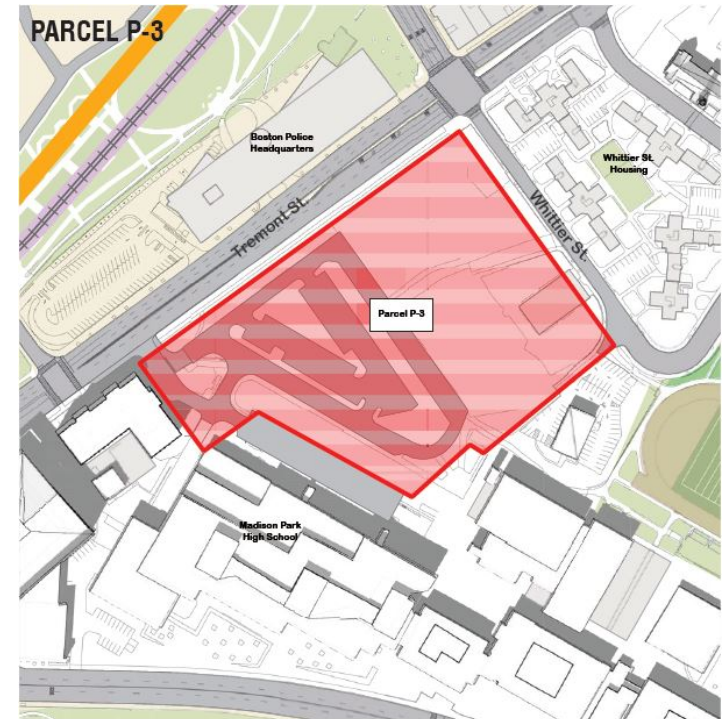 PARCEL P-3
Boston Police
Headquarters
Whittier St.
Housing
Tremont St.
Whittier St.
Parcel P-3
Madison Park
High School